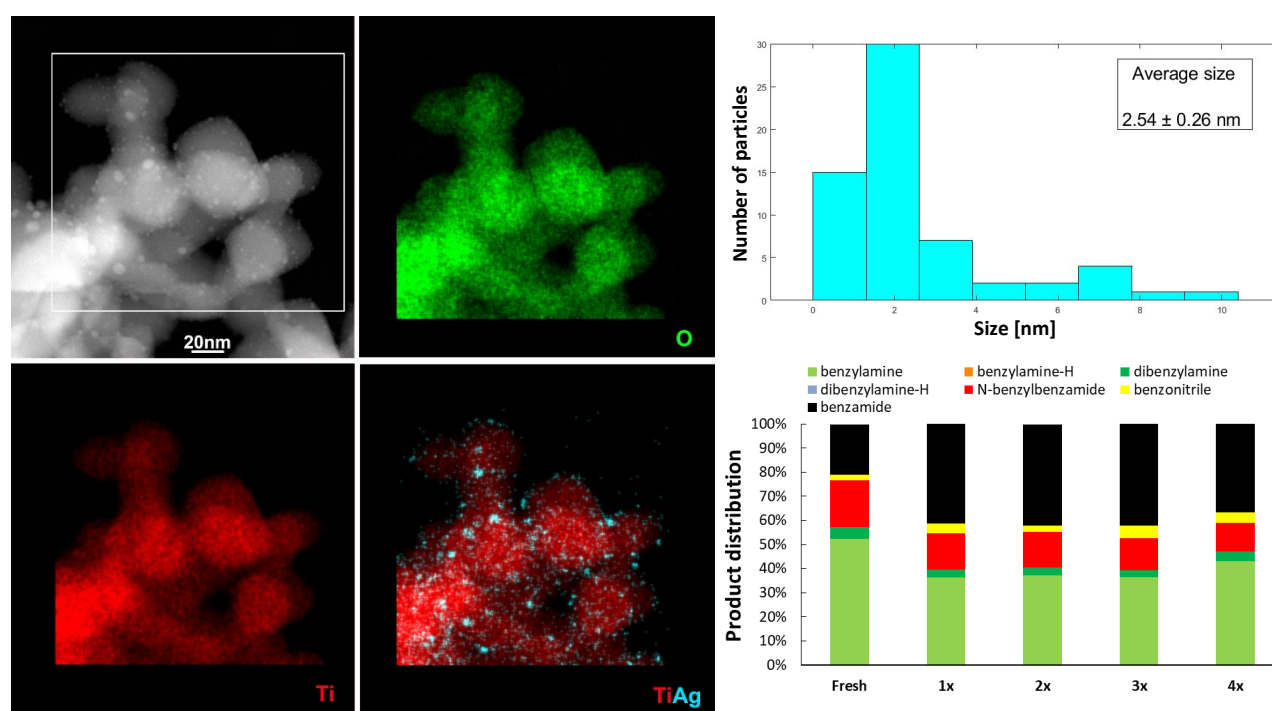 20nm
O
Ti
TiAg
Number of particles
30
25
20
15
10
5
0
0 2 4 6 8 10
Size [nm]
Average size
2.54 ± 0.26 nm
benzylamine benzylamine-H dibenzylamine
dibenzylamine-H N-benzylbenzamide benzonitrile
benzamide
Product distribution
100%
90%
80%
70%
60%
50%
40%
30%
20%
10%
0%
Fresh 1x 2x 3x 4x